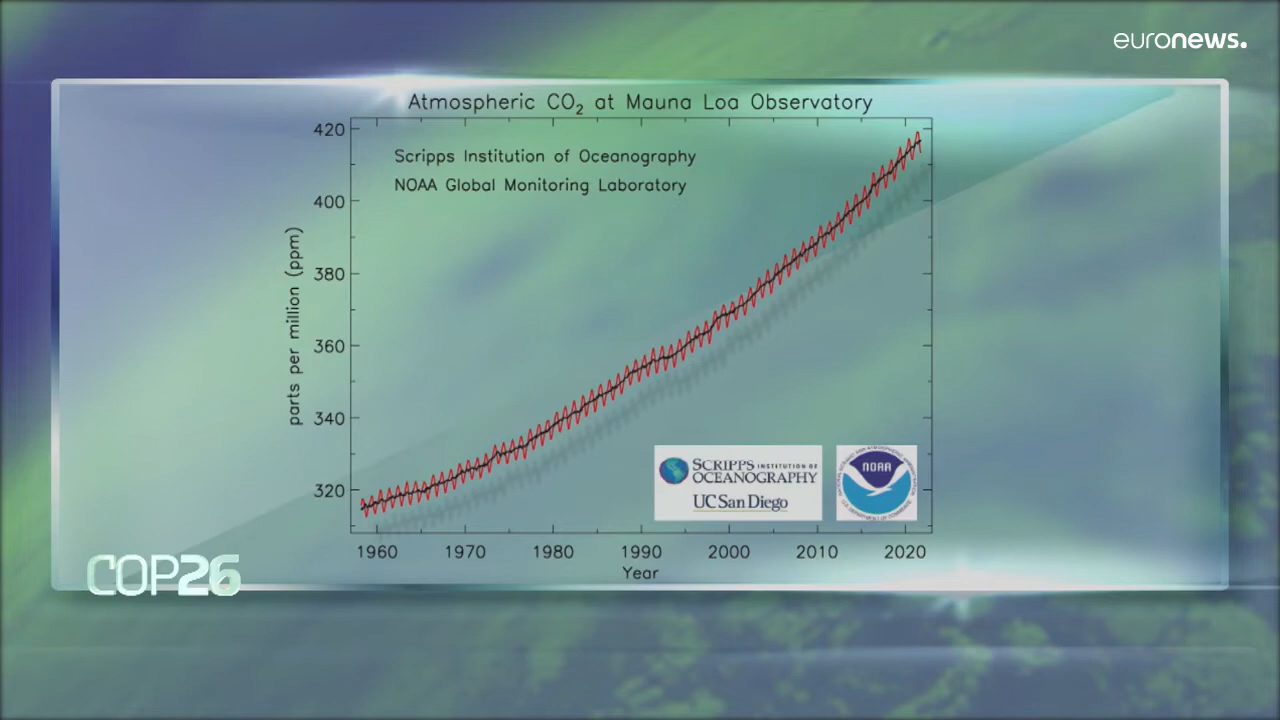 euronews.
Atmospheric CO₂ at Mauna Loa Observatory
Scripps Institution of Oceanography
NOAA Global Monitoring Laboratory
parts per million (ppm)
420
400
380
360
340
320
1960 1970 1980 1990 2000 2010 2020
Year
SCRIPPS INSTITUTION OF
OCEANOGRAPHY
UC San Diego
NOAA
COP26